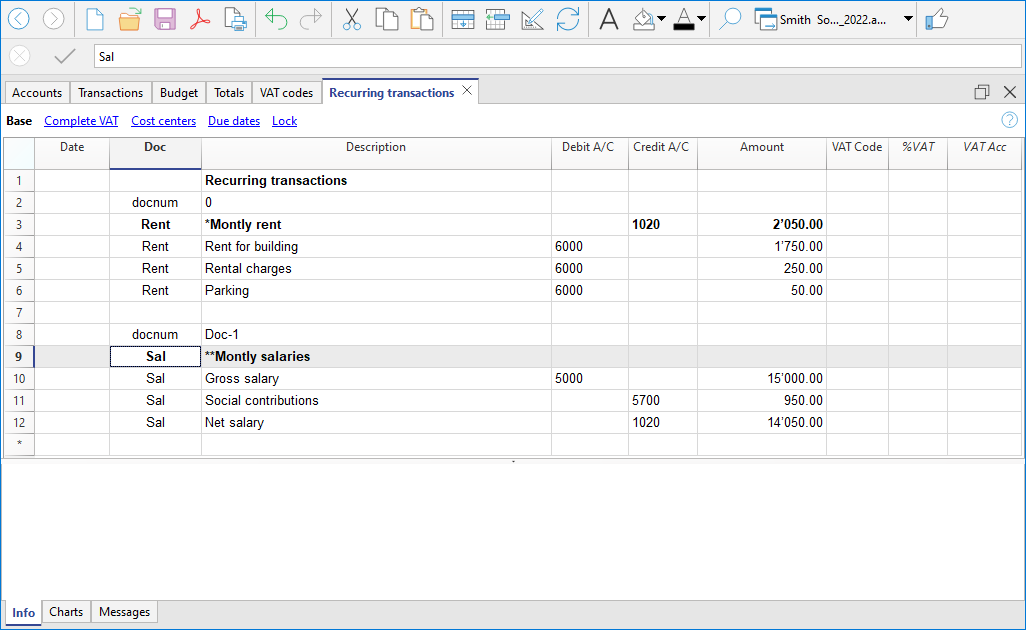 Smith So..._2022.a...
Sal
Accounts Transactions Budget Totals VAT codes Recurring transactions
Base Complete VAT Cost centers Due dates Lock
Date Doc Description Debit A/C Credit A/C Amount VAT Code %VAT VAT Acc
1 Recurring transactions
2 docnum 0
3 Rent *Montly rent 1020 2’050.00
4 Rent Rent for building 6000 1’750.00
5 Rent Rental charges 6000 250.00
6 Rent Parking 6000 50.00
7
8 docnum Doc-1
9 Sal **Montly salaries
10 Sal Gross salary 5000 15’000.00
11 Sal Social contributions 5700 950.00
12 Sal Net salary 1020 14’050.00
*
Info Charts Messages